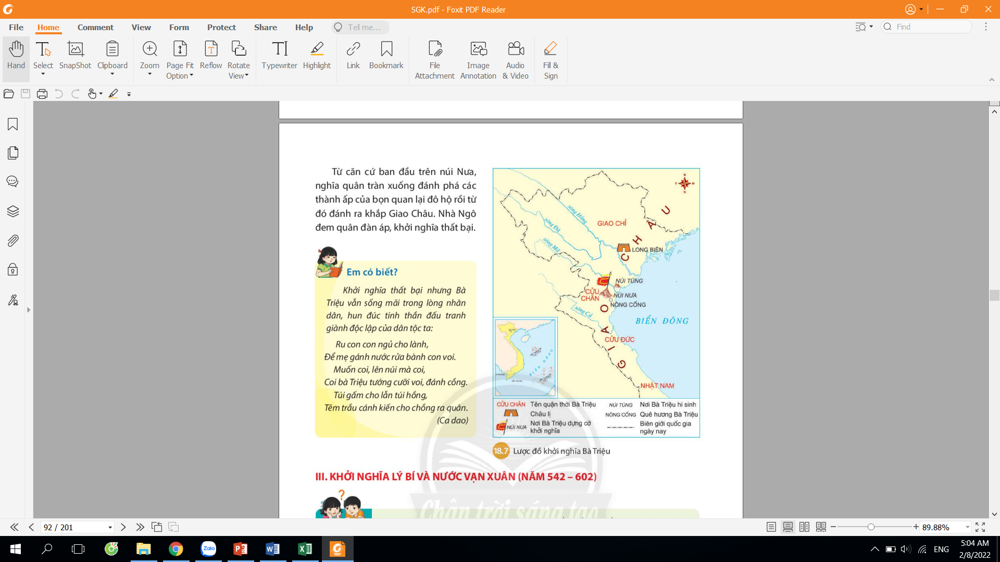 SGK.pdf - Foxit PDF Reader
File Home Comment View Form Protect Share Help Tell me... Find
Hand Select SnapShot Clipboard Zoom Page Fit Option Reflow Rotate View Typewriter Highlight Link Bookmark File Attachment Image Annotation Audio & Video Fill & Sign
Từ căn cứ ban đầu trên núi Nưa,
nghĩa quân tràn xuống đánh phá các
thành ấp của bọn quan lại đô hộ rồi từ
đó đánh ra khắp Giao Châu. Nhà Ngô
đem quân đàn áp, khởi nghĩa thất bại.
Em có biết?
Khởi nghĩa thất bại nhưng Bà
Triệu vẫn sống mãi trong lòng nhân
dân, hun đúc tinh thần đấu tranh
giành độc lập của dân tộc ta:
Ru con con ngủ cho lành,
Để mẹ gánh nước rửa bành con voi.
Muốn coi, lên núi mà coi,
Coi bà Triệu tướng cưỡi voi, đánh cồng.
Túi gấm cho lẫn túi hồng,
Têm trầu cánh kiến cho chồng ra quân.
(Ca dao)
B
T Đ
N
sông Hồng
sông Đà
sông Mã
GIAO CHỈ
GIAO CHÂU
LONG BIÊN
NÚI TÙNG
CỬU
CHÂN
NÚI NƯA
NÔNG CỐNG
sông Cả
BIỂN ĐÔNG
CỬU ĐỨC
NHẬT NAM
BIỂN ĐÔNG
CỬU CHÂN Tên quận thời Bà Triệu
Châu lị
NÚI NƯA Nơi Bà Triệu dựng cờ
khởi nghĩa
NÚI TÙNG Nơi Bà Triệu hi sinh
NÔNG CỐNG Quê hương Bà Triệu
Biên giới quốc gia
ngày nay
18.7 Lược đồ khởi nghĩa Bà Triệu
III. KHỞI NGHĨA LÝ BÍ VÀ NƯỚC VẠN XUÂN (NĂM 542 – 602)
?
Chân trời sáng tạo
92 / 201
89.88%
Zalo
PDF
ENG
5:04 AM
2/8/2022